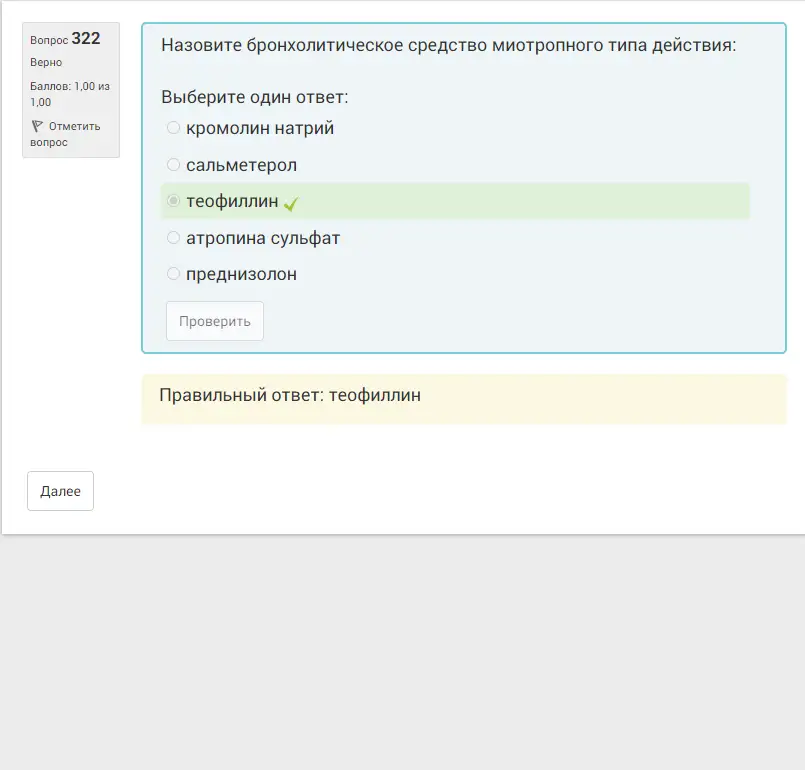 Вопрос 322
Верно
Баллов: 1,00 из
1,00
Отметить
вопрос
Назовите бронхолитическое средство миотропного типа действия:
Выберите один ответ:
кромолин натрий
сальметерол
теофиллин
атропина сульфат
преднизолон
Проверить
Правильный ответ: теофиллин
Далее